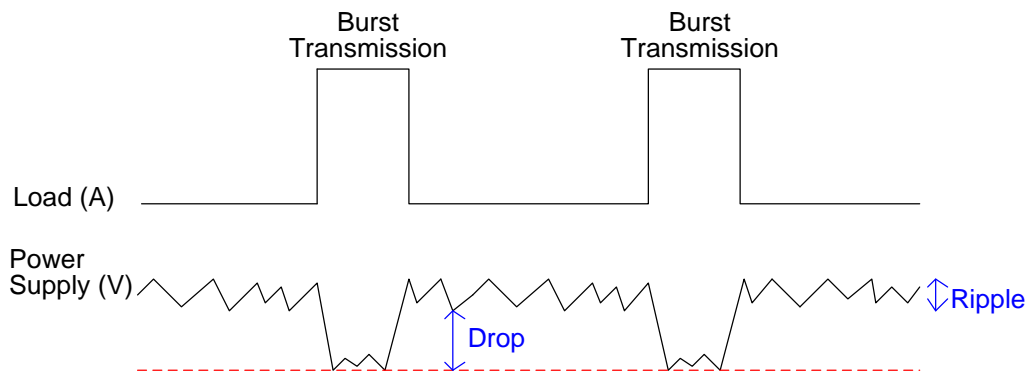 Burst
Transmission
Burst
Transmission
Load (A)
Power
Supply (V)
Ripple
Drop